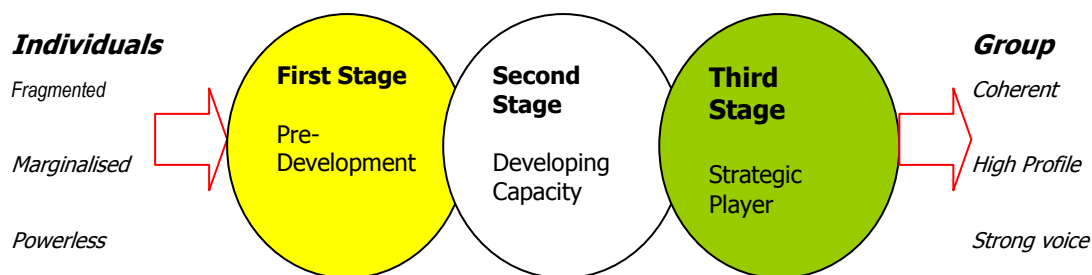 Individuals
Fragmented
Marginalised
Powerless
First Stage
Pre-
Development
Second
Stage
Developing
Capacity
Third
Stage
Strategic
Player
Group
Coherent
High Profile
Strong voice